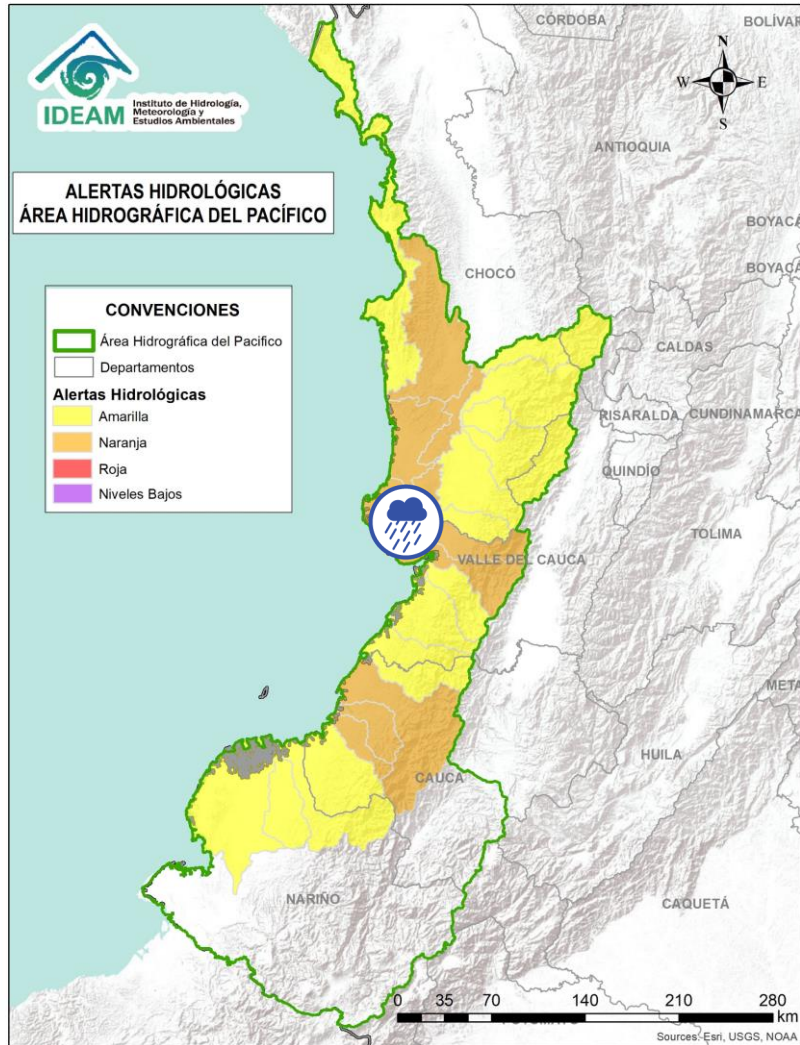 IDEAM
Instituto de Hidrología,
Meteorología y
Estudios Ambientales
ALERTAS HIDROLÓGICAS
ÁREA HIDROGRÁFICA DEL PACÍFICO
CONVENCIONES
Área Hidrográfica del Pacifico
Departamentos
Alertas Hidrológicas
Amarilla
Naranja
Roja
Niveles Bajos
CÓRDOBA
BOLÍVAR
N
W
E
S
ANTIOQUIA
BOYACÁ
CHOCÓ
BOYACÁ
CALDAS
RISARALDA
CUNDINAMARCA
QUINDÍO
TOLIMA
VALLE DEL CAUCA
META
HUILA
CAUCA
NARIÑO
CAQUETÁ
0 35 70 140 210 280
km
Sources: Esri, USGS, NOAA